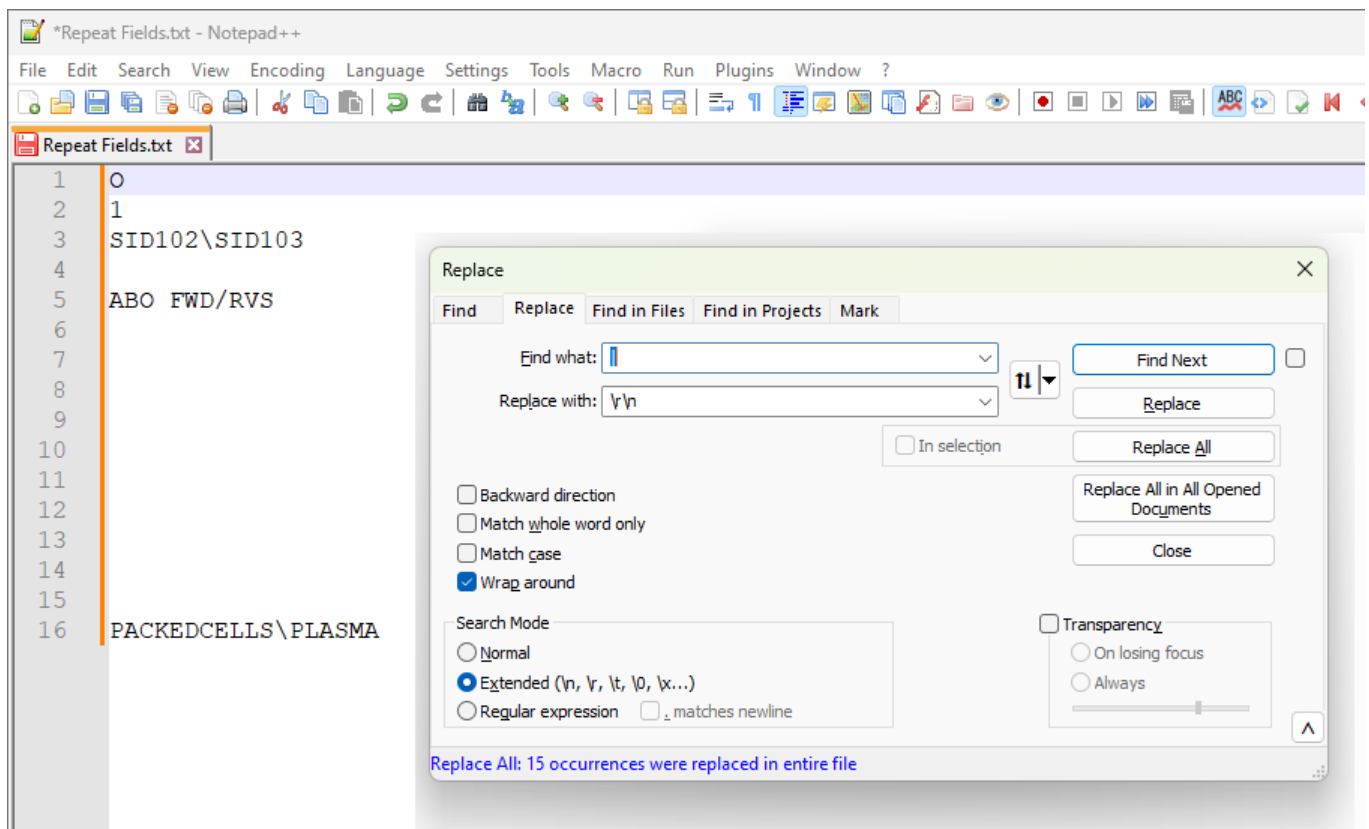 *Repeat Fields.txt - Notepad++
File Edit Search View Encoding Language Settings Tools Macro Run Plugins Window ?
ABC
Repeat Fields.txt
1 O
2 1
3 SID102\SID103
4
5 ABO FWD/RVS
6
7
8
9
10
11
12
13
14
15
16 PACKEDCELLS\PLASMA
Replace
Find Replace Find in Files Find in Projects Mark
Find what: | Find Next
Replace with: \r\n Replace
In selection Replace All
Backward direction Replace All in All Opened
Documents
Match whole word only
Match case Close
Wrap around
Search Mode Transparency
Normal On losing focus
Extended (\n, \r, \t, \0, \x...) Always
Regular expression . matches newline
Replace All: 15 occurrences were replaced in entire file